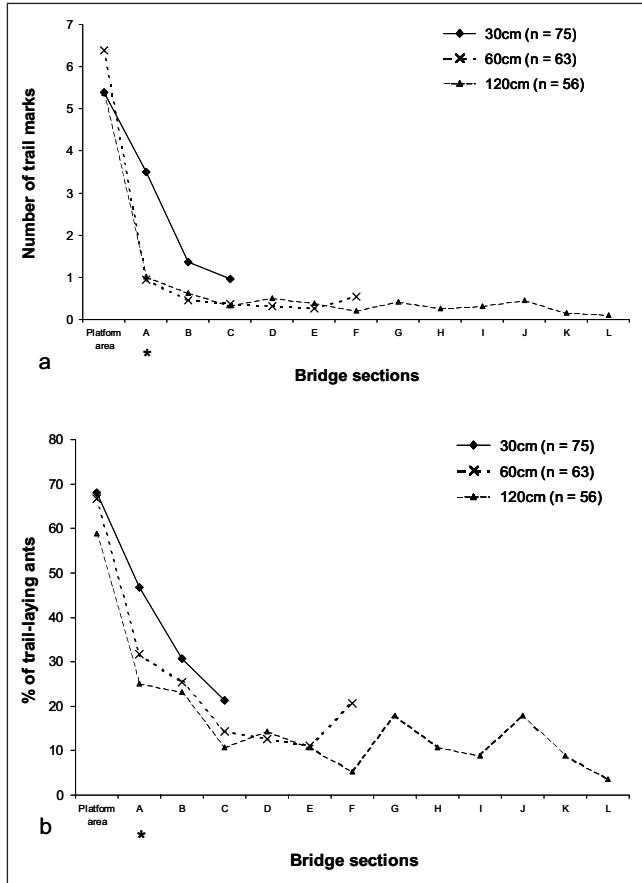 7
6
5
4
3
2
1
0
Number of trail marks
30cm (n = 75)
60cm (n = 63)
120cm (n = 56)
Platform area
A B C D E F G H I J K L
*
a
Bridge sections
80
70
60
50
40
30
20
10
0
% of trail-laying ants
30cm (n = 75)
60cm (n = 63)
120cm (n = 56)
Platform area
A B C D E F G H I J K L
*
b
Bridge sections